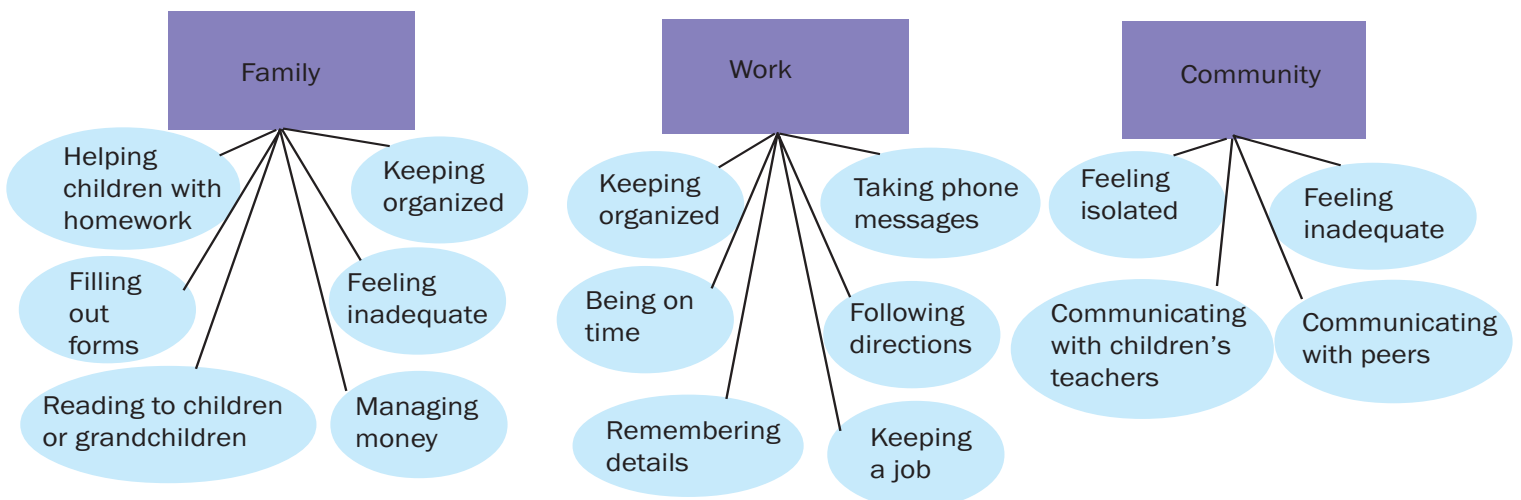 Family
Helping
children with
homework
Keeping
organized
Filling
out
forms
Feeling
inadequate
Reading to children
or grandchildren
Managing
money
Work
Keeping
organized
Taking phone
messages
Being on
time
Following
directions
Remembering
details
Keeping
a job
Community
Feeling
isolated
Feeling
inadequate
Communicating
with children’s
teachers
Communicating
with peers